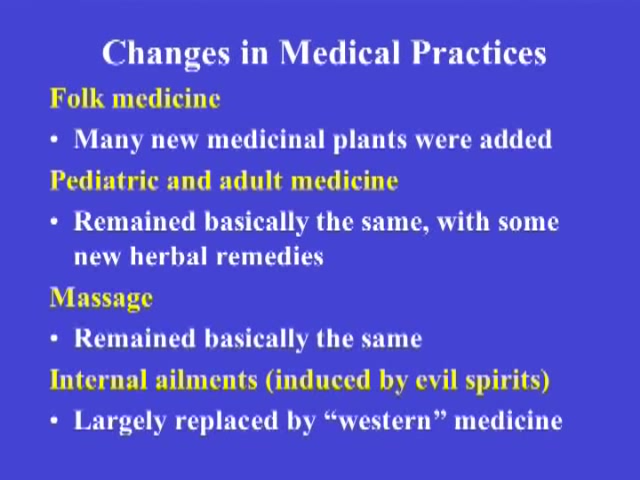 Changes in Medical Practices
Folk medicine
• Many new medicinal plants were added
Pediatric and adult medicine
• Remained basically the same, with some
new herbal remedies
Massage
• Remained basically the same
Internal ailments (induced by evil spirits)
• Largely replaced by “western” medicine